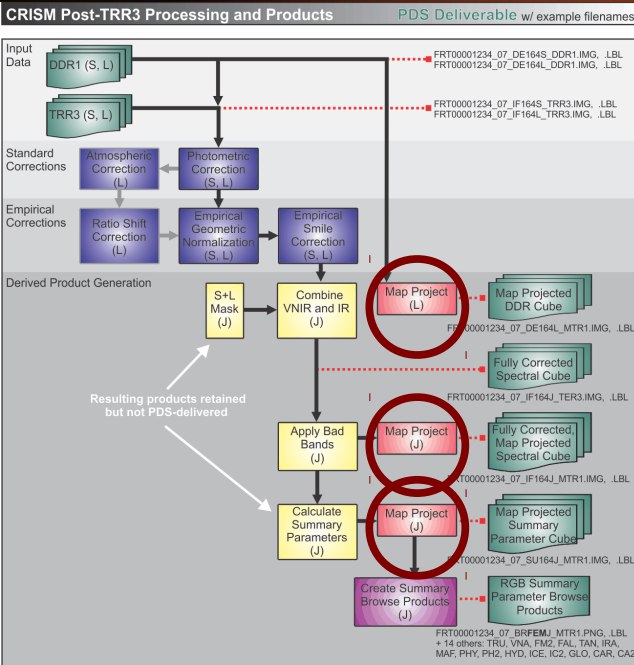 CRISM Post-TRR3 Processing and Products
PDS Deliverable w/ example filenames
Input
Data
DDR1 (S, L)
FRT00001234_07_DE164S_DDR1.IMG, .LBL
FRT00001234_07_DE164L_DDR1.IMG, .LBL
TRR3 (S, L)
FRT00001234_07_IF164S_TRR3.IMG, .LBL
FRT00001234_07_IF164L_TRR3.IMG, .LBL
Standard
Corrections
Atmospheric
Correction
(L)
Photometric
Correction
(S, L)
Empirical
Corrections
Ratio Shift
Correction
(L)
Empirical
Geometric
Normalization
(S, L)
Empirical
Smile
Correction
(S, L)
Derived Product Generation
S+L
Mask
(J)
Combine
VNIR and IR
(J)
Map Project
(L)
Map Projected
DDR Cube
FRT00001234_07_DE164L_MTR1.IMG, .LBL
Fully Corrected
Spectral Cube
FRT00001234_07_IF164J_TER3.IMG, .LBL
Resulting products retained
but not PDS-delivered
Apply Bad
Bands
(J)
Map Project
(J)
Fully Corrected,
Map Projected
Spectral Cube
FRT00001234_07_IF164J_MTR1.IMG, .LBL
Calculate
Summary
Parameters
(J)
Map Project
(J)
Map Projected
Summary
Parameter Cube
FRT00001234_07_SU164J_MTR1.IMG, .LBL
Create Summary
Browse Products
(J)
RGB Summary
Parameter Browse
Products
FRT00001234_07_BRFEMJ_MTR1.PNG, .LBL
+ 14 others: TRU, VNA, FM2, FAL, TAN, IRA,
MAF, PHY, PH2, HYD, ICE, IC2, GLO, CAR, CA2